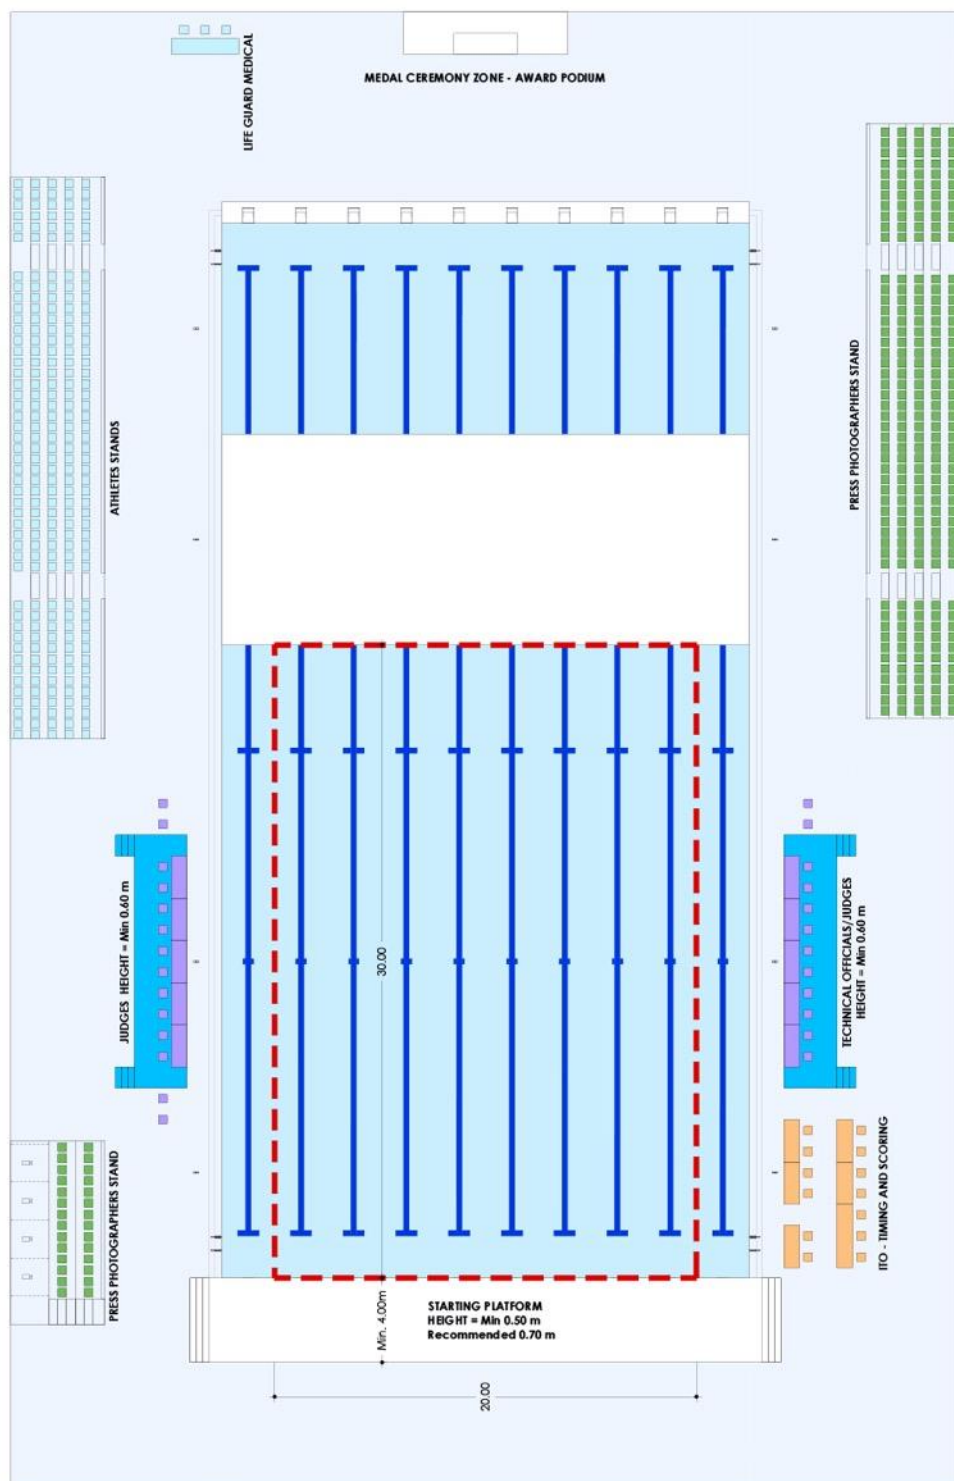 LIFE GUARD MEDICAL
MEDAL CEREMONY ZONE - AWARD PODIUM
ATHLETES STANDS
PRESS PHOTOGRAPHERS STAND
JUDGES HEIGHT = Min 0.60 m
30.00
TECHNICAL OFFICIALS/JUDGES
HEIGHT = Min 0.60 m
PRESS PHOTOGRAPHERS STAND
ITO - TIMING AND SCORING
Min. 4.00m
STARTING PLATFORM
HEIGHT = Min 0.50 m
Recommended 0.70 m
20.00